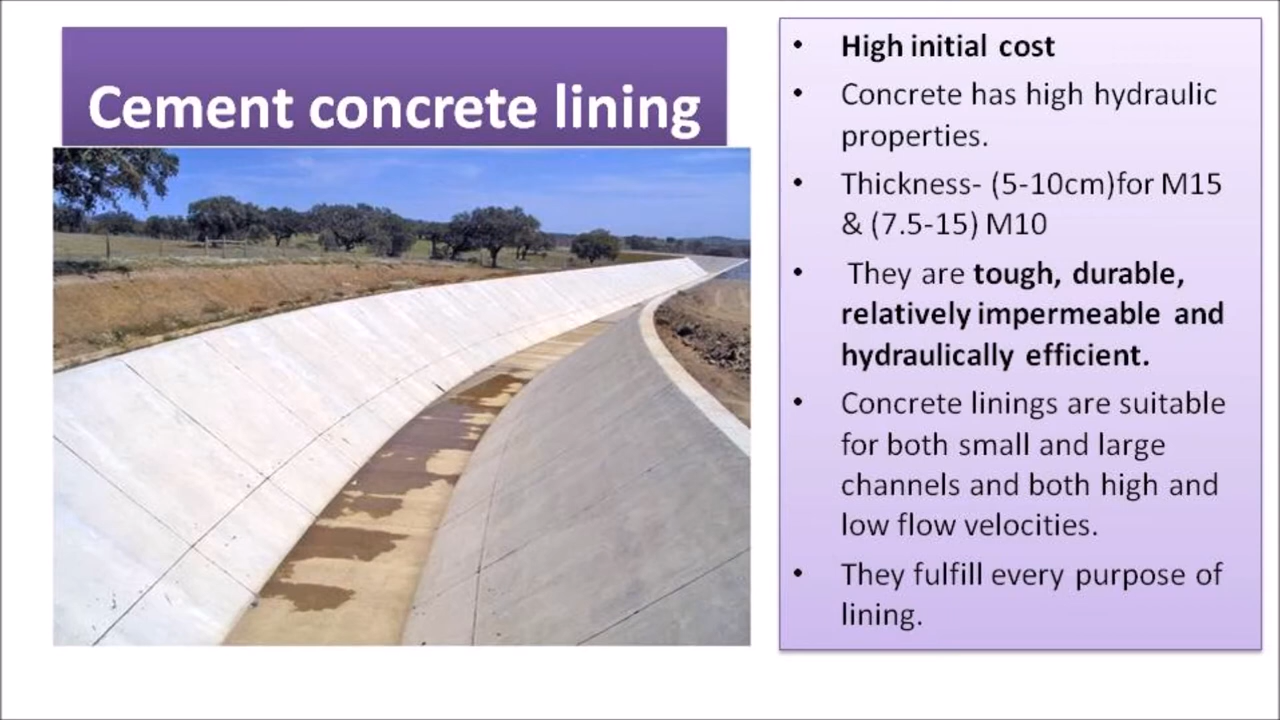 Cement concrete lining
• High initial cost
• Concrete has high hydraulic
properties.
• Thickness- (5-10cm)for M15
& (7.5-15) M10
• They are tough, durable,
relatively impermeable and
hydraulically efficient.
• Concrete linings are suitable
for both small and large
channels and both high and
low flow velocities.
• They fulfill every purpose of
lining.